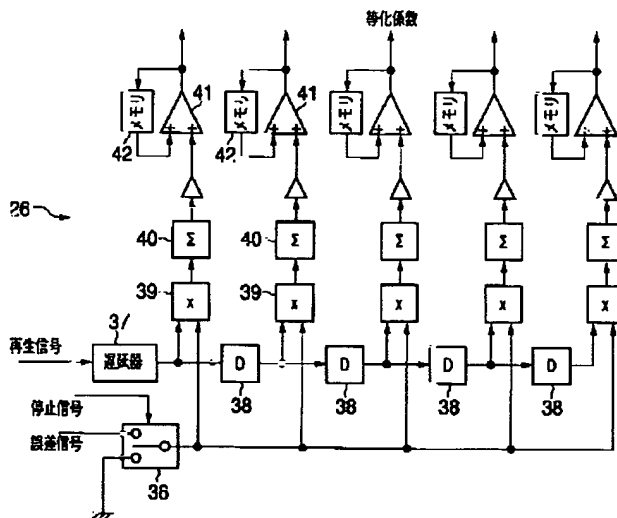 等化係数
メモリ メモリ メモリ メモリ メモリ
41 41
42 42
+ + + + + + + + + +
26
40 Σ 40 Σ Σ Σ Σ
39 x 39 x x x x
37
再生信号 遅延器 D D D D
38 38 38 38
停止信号
誤差信号
36